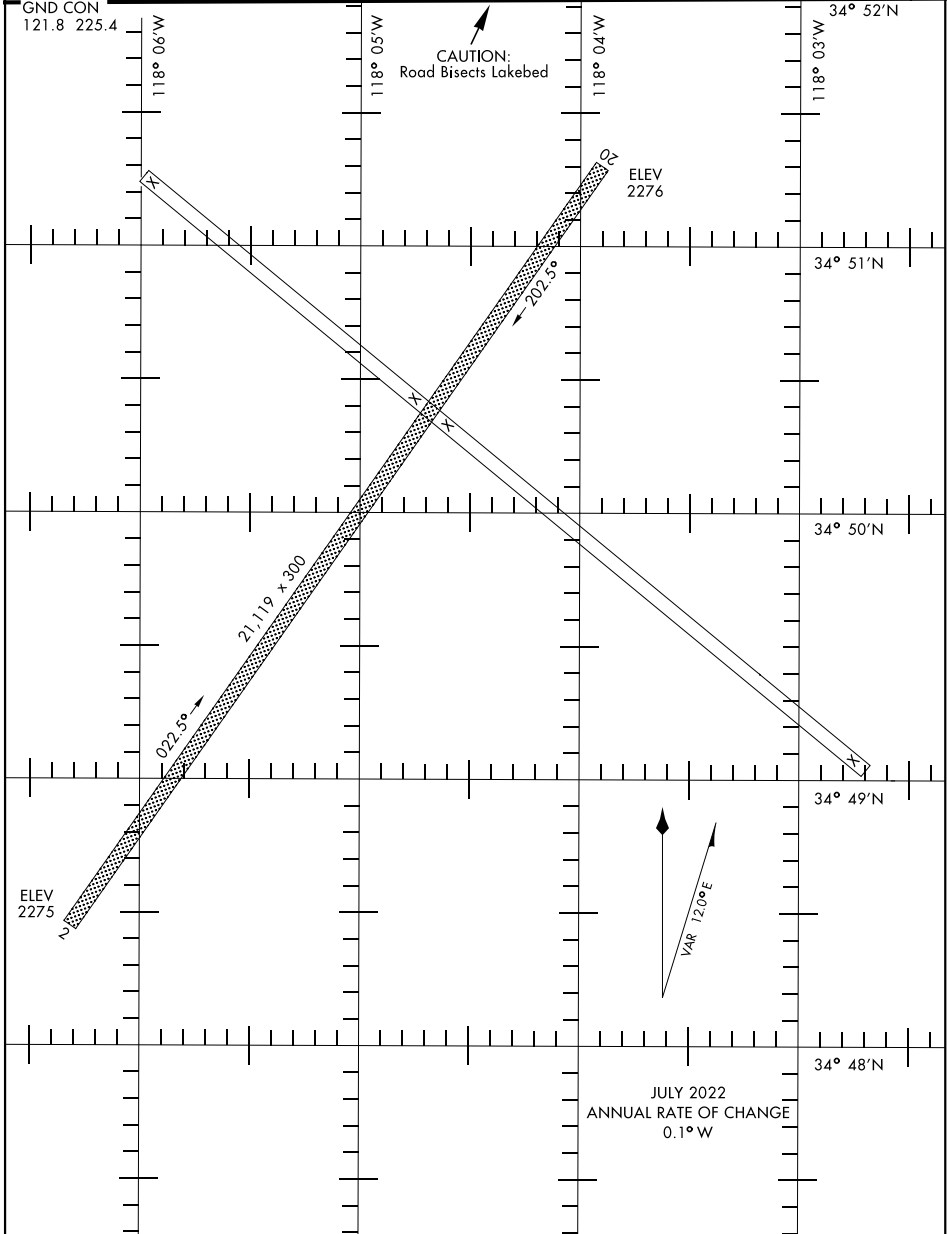 GND CON
121.8 225.4
118° 06'W
118° 05'W
CAUTION:
Road Bisects Lakebed
118° 04'W
118° 03'W
34° 52'N
X
20
ELEV
2276
34° 51'N
202.5°
X
X
34° 50'N
21,119 x 300
022.5°
X
34° 49'N
ELEV
2275
2
VAR 12.0° E
34° 48'N
JULY 2022
ANNUAL RATE OF CHANGE
0.1° W